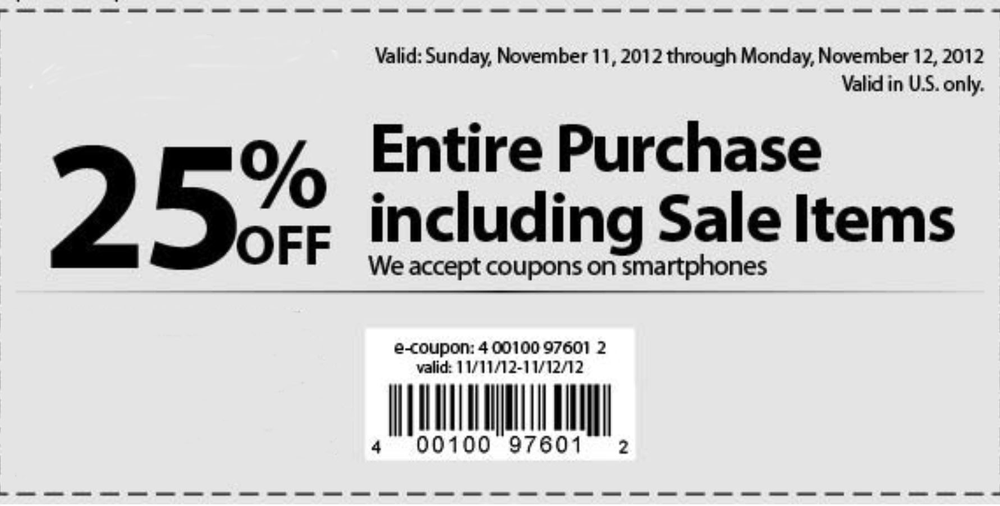 Valid: Sunday, November 11, 2012 through Monday, November 12, 2012
Valid in U.S. only.
25% OFF
Entire Purchase
including Sale Items
We accept coupons on smartphones
e-coupon: 4 00100 97601 2
valid: 11/11/12-11/12/12
4 00100 97601 2